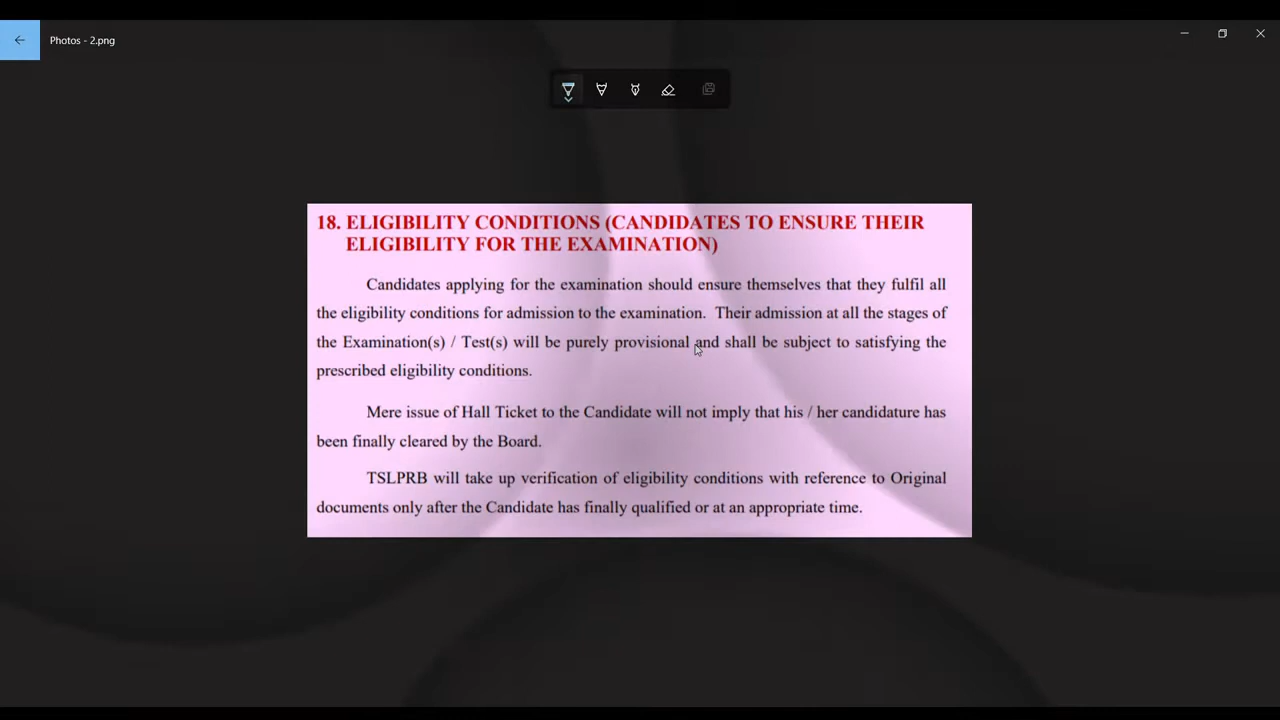 Photos - 2.png
18. ELIGIBILITY CONDITIONS (CANDIDATES TO ENSURE THEIR
ELIGIBILITY FOR THE EXAMINATION)
Candidates applying for the examination should ensure themselves that they fulfil all
the eligibility conditions for admission to the examination. Their admission at all the stages of
the Examination(s) / Test(s) will be purely provisional and shall be subject to satisfying the
prescribed eligibility conditions.
Mere issue of Hall Ticket to the Candidate will not imply that his / her candidature has
been finally cleared by the Board.
TSLPRB will take up verification of eligibility conditions with reference to Original
documents only after the Candidate has finally qualified or at an appropriate time.